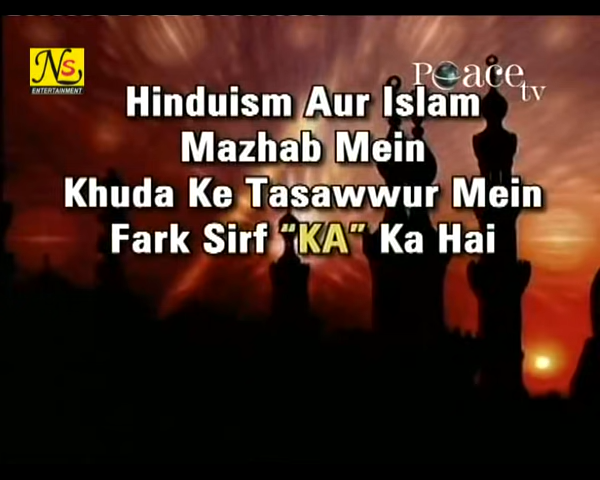 Ns
ENTERTAINMENT
Peace tv
Hinduism Aur Islam
Mazhab Mein
Khuda Ke Tasawwur Mein
Fark Sirf “KA” Ka Hai